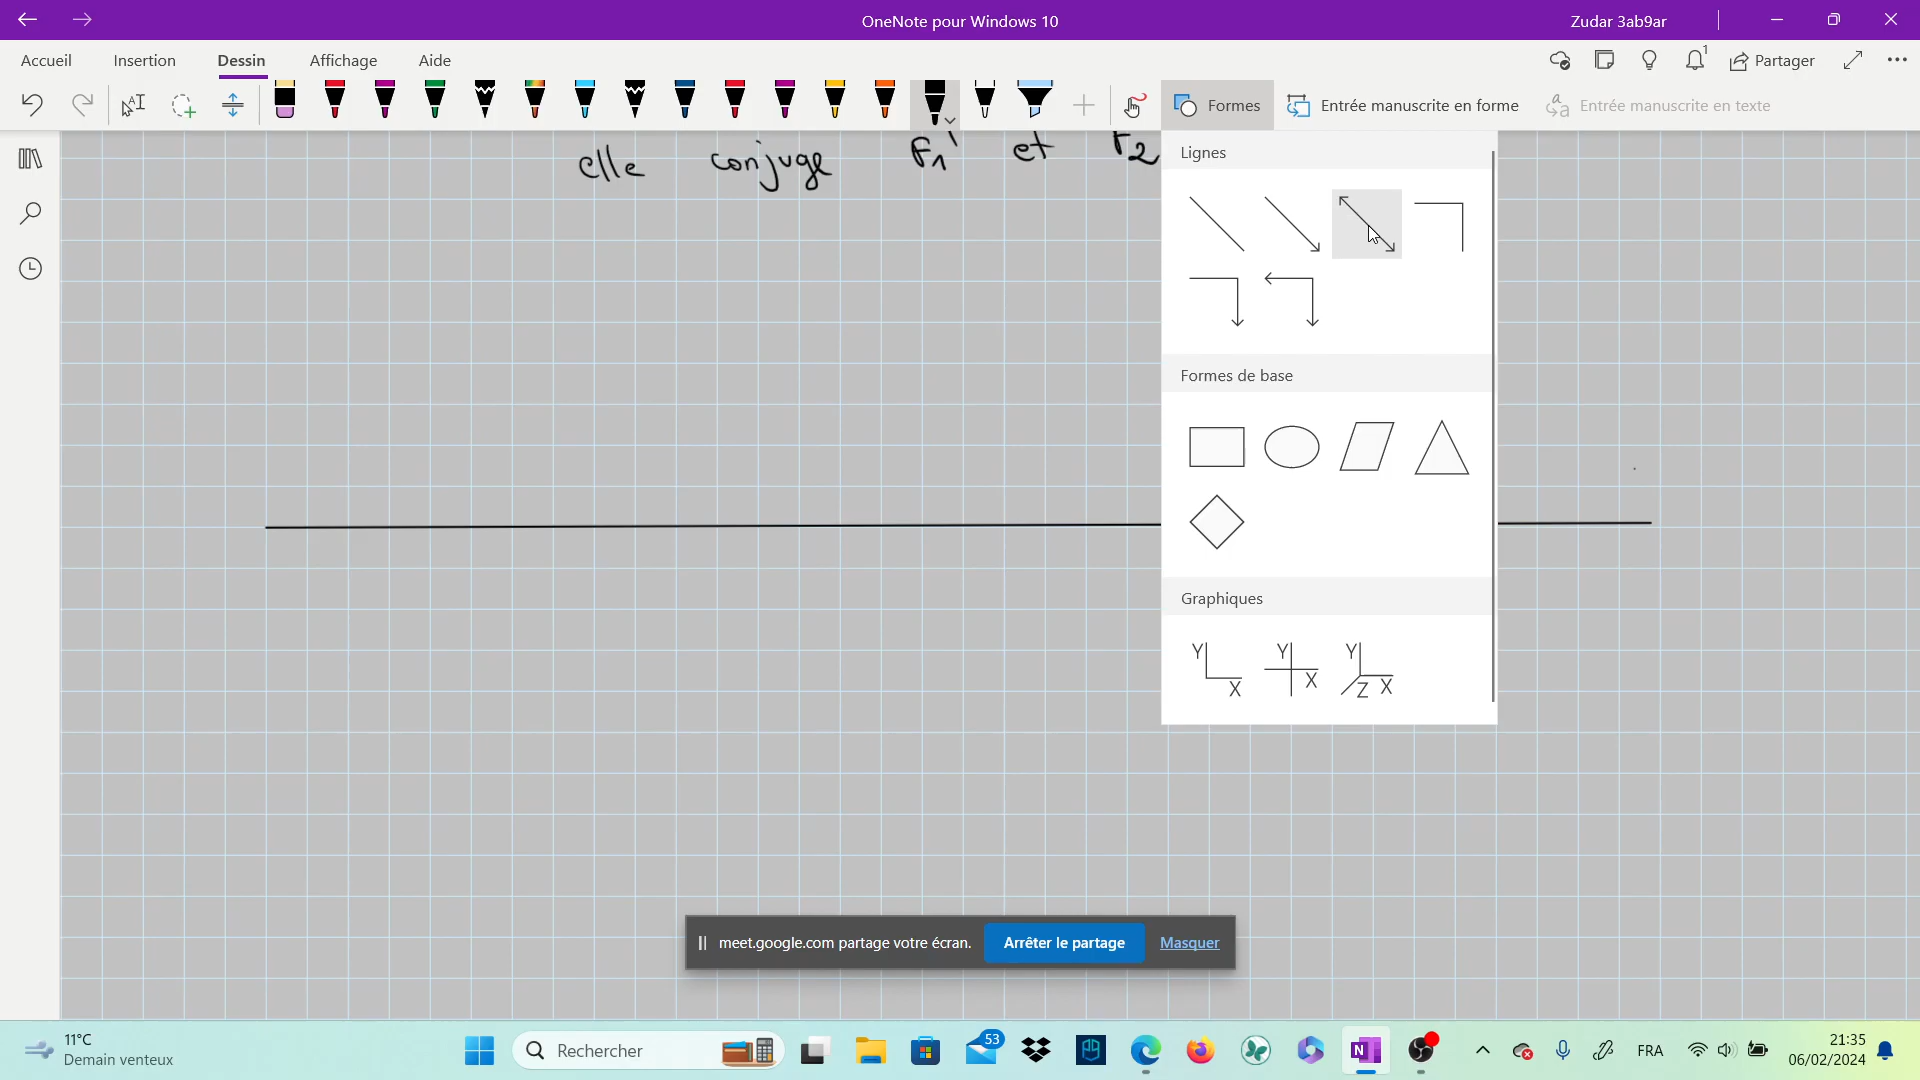 OneNote pour Windows 10
Zudar 3ab9ar
Accueil
Insertion
Dessin
Affichage
Aide
1
Partager
Formes
Entrée manuscrite en forme
Entrée manuscrite en texte
elle conjuge F1' et F2
Lignes
Formes de base
Graphiques
Y X
Y X
Y Z X
meet.google.com partage votre écran.
Arrêter le partage
Masquer
11°C
Demain venteux
Rechercher
53
FRA
21:35
06/02/2024